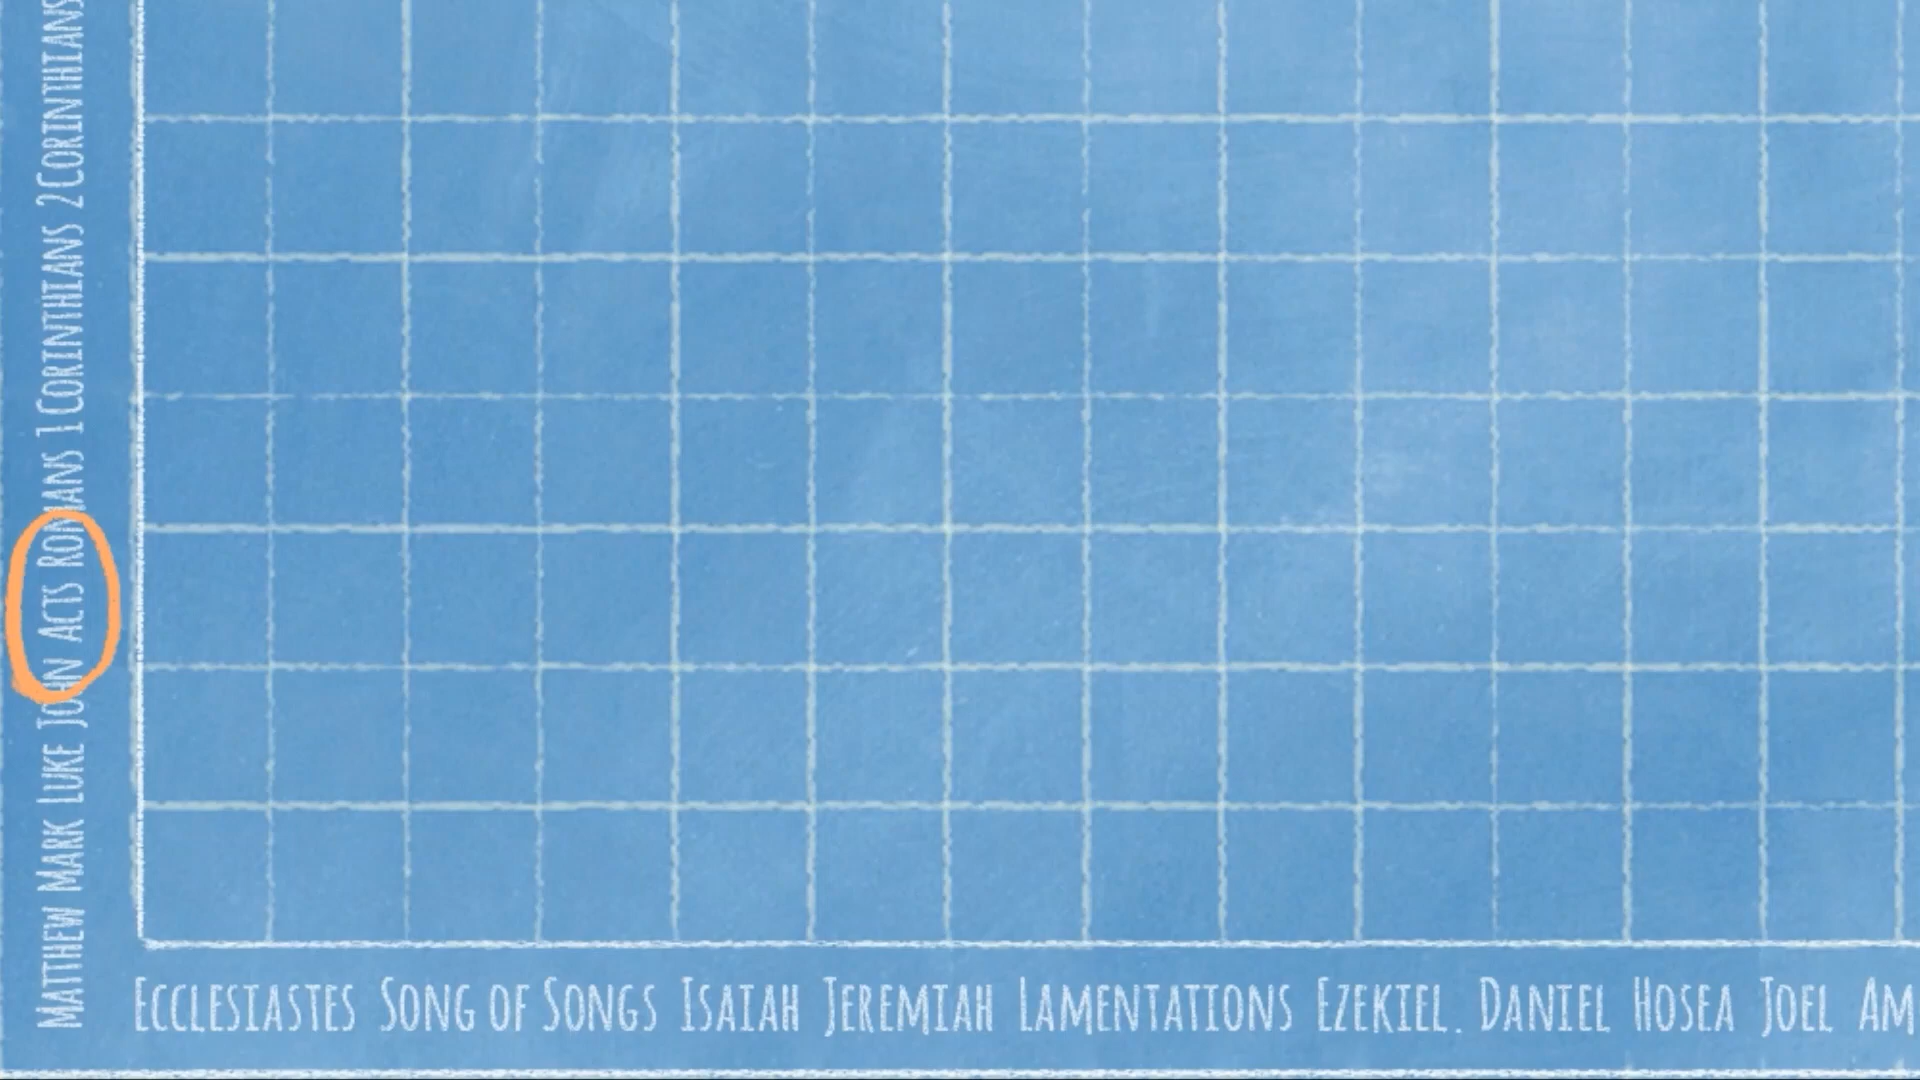 Matthew Mark Luke John Acts Romans 1 Corinthians 2 Corinthians
Ecclesiastes Song of Songs Isaiah Jeremiah Lamentations Ezekiel. Daniel Hosea Joel Am